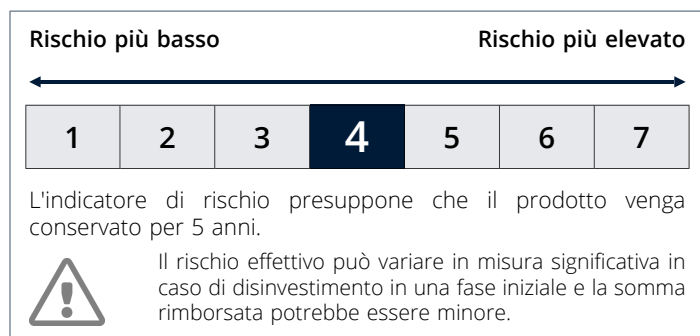 Rischio più basso Rischio più elevato
1 2 3 4 5 6 7
L'indicatore di rischio presuppone che il prodotto venga
conservato per 5 anni.
Il rischio effettivo può variare in misura significativa in
caso di disinvestimento in una fase iniziale e la somma
rimborsata potrebbe essere minore.